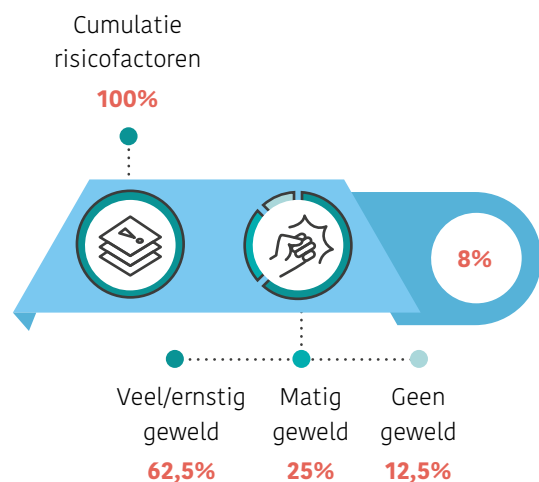 Cumulatie
risicofactoren
100%
8%
Veel/ernstig
geweld
62,5%
Matig
geweld
25%
Geen
geweld
12,5%